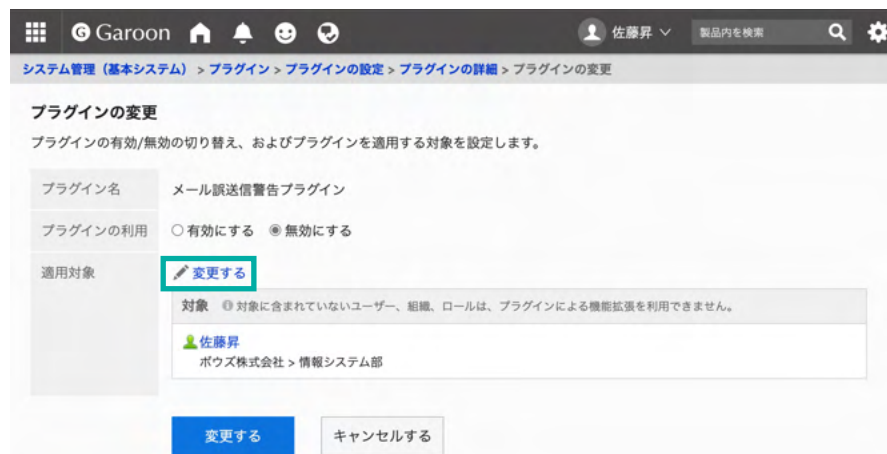 Garoon 佐藤昇 製品内を検索
システム管理（基本システム） > プラグイン > プラグインの設定 > プラグインの詳細 > プラグインの変更
プラグインの変更
プラグインの有効/無効の切り替え、およびプラグインを適用する対象を設定します。
プラグイン名 メール誤送信警告プラグイン
プラグインの利用 有効にする 無効にする
適用対象 変更する
対象 対象に含まれていないユーザー、組織、ロールは、プラグインによる機能拡張を利用できません。
佐藤昇
ボウズ株式会社 > 情報システム部
変更する キャンセルする